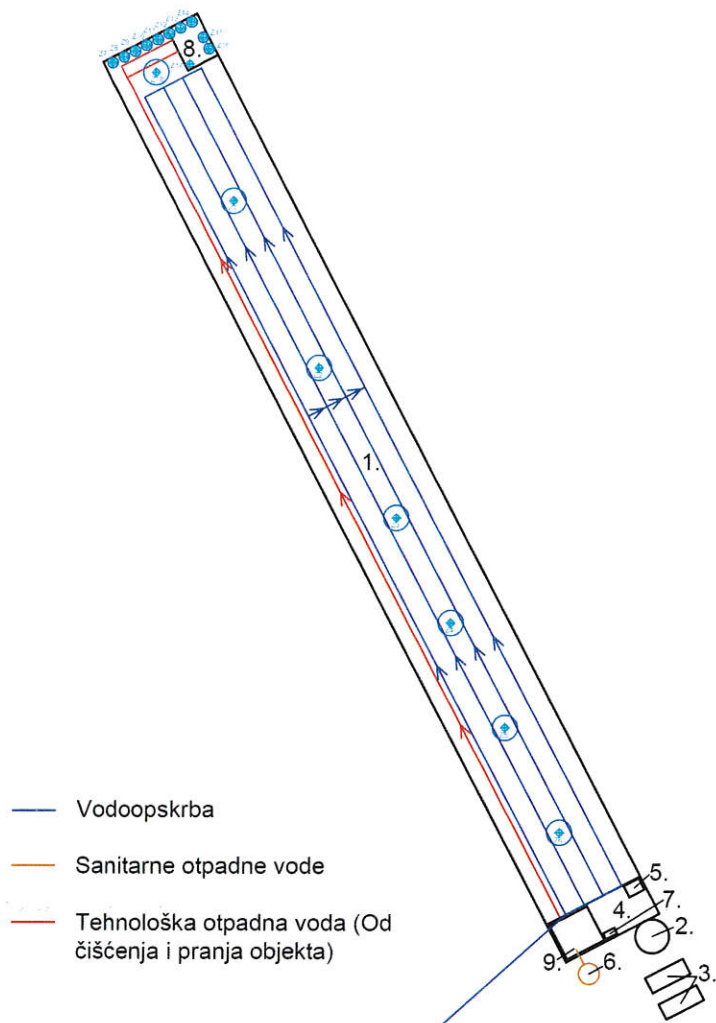 8.
1.
5.
4.
7.
2.
9.
6.
3.
Vodoopskrba
Sanitarne otpadne vode
Tehnološka otpadna voda (Od
čišćenja i pranja objekta)